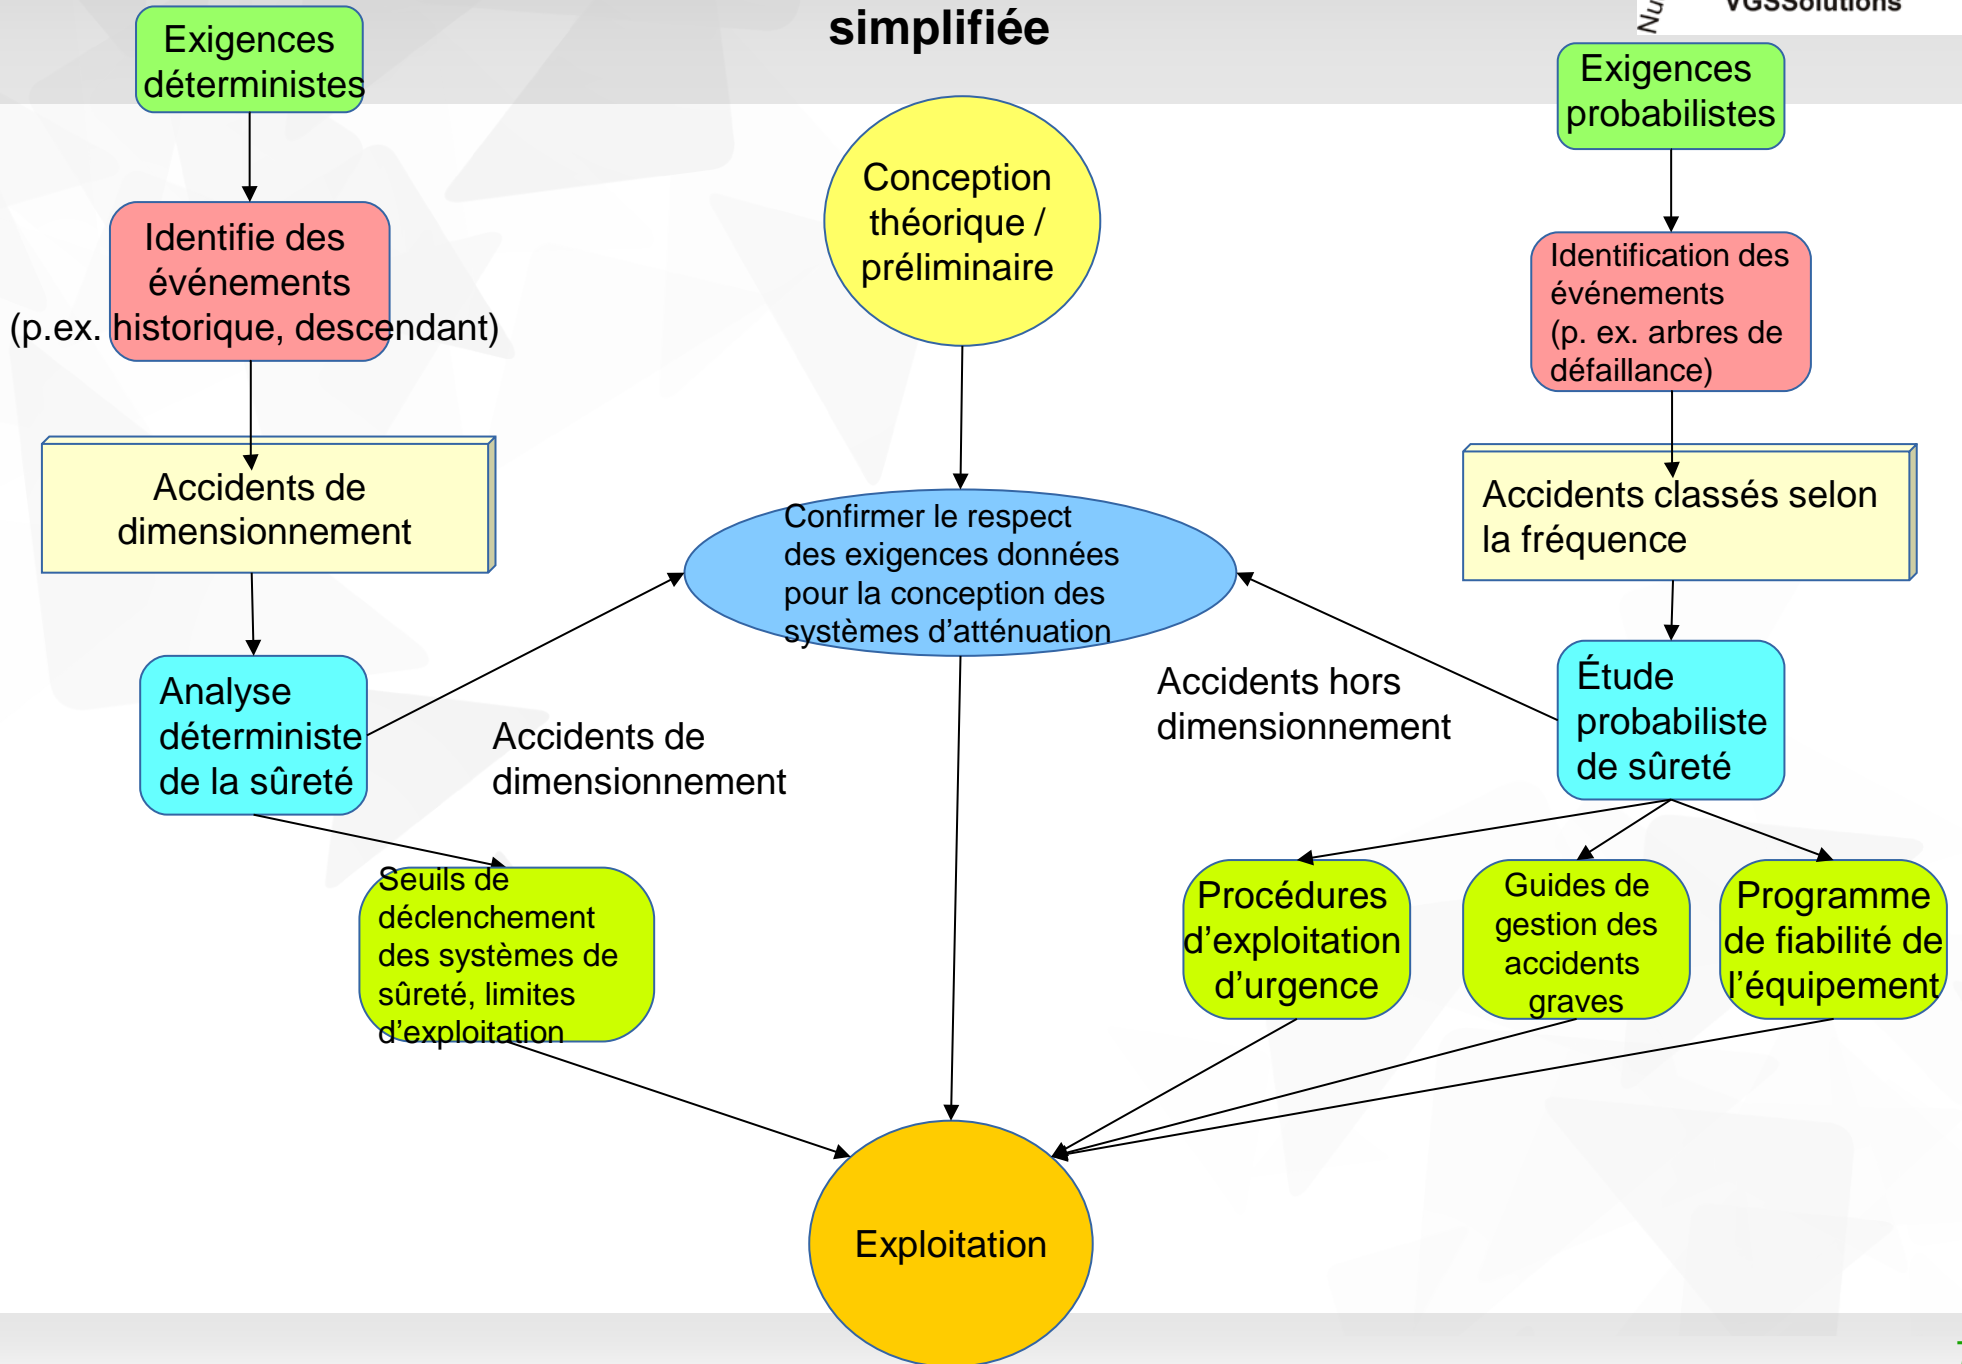 simplifiée
Nu
VGSSolutions
Exigences
déterministes
Identifie des
événements
(p.ex. historique, descendant)
Accidents de
dimensionnement
Analyse
déterministe
de la sûreté
Accidents de
dimensionnement
Seuils de
déclenchement
des systèmes de
sûreté, limites
d’exploitation
Conception
théorique /
préliminaire
Confirmer le respect
des exigences données
pour la conception des
systèmes d’atténuation
Exploitation
Exigences
probabilistes
Identification des
événements
(p. ex. arbres de
défaillance)
Accidents classés selon
la fréquence
Accidents hors
dimensionnement
Étude
probabiliste
de sûreté
Procédures
d’exploitation
d’urgence
Guides de
gestion des
accidents
graves
Programme
de fiabilité de
l’équipement